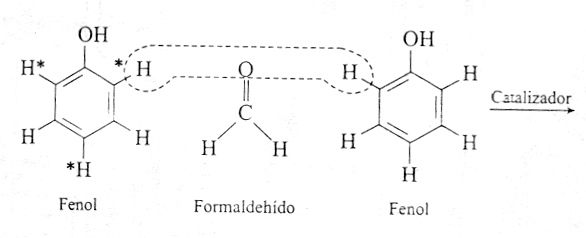 OH OH
H* * H O H H
Catalizador
C
H H H H H H
*H H
Fenol Formaldehído Fenol